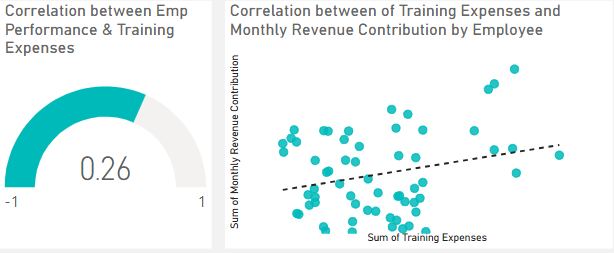 Correlation between Emp
Performance & Training
Expenses
0.26
-1
1
Correlation between of Training Expenses and
Monthly Revenue Contribution by Employee
Sum of Monthly Revenue Contribution
Sum of Training Expenses